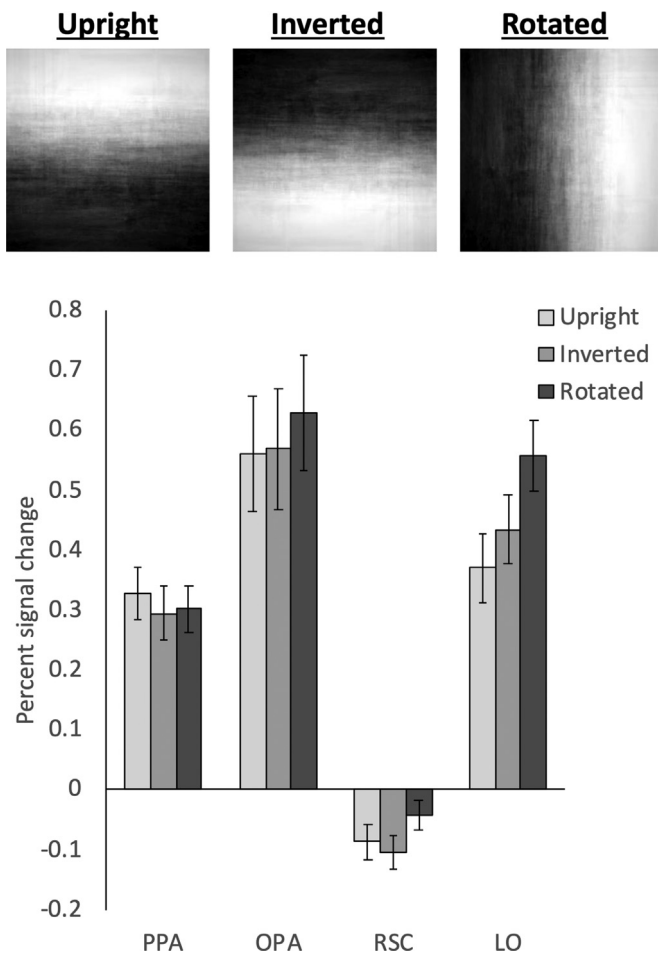 Upright Inverted Rotated
0.8
Upright
0.7
Inverted
Rotated
0.6
0.5
0.4
0.3
0.2
0.1
0
-0.1
-0.2
Percent signal change
PPA OPA RSC LO